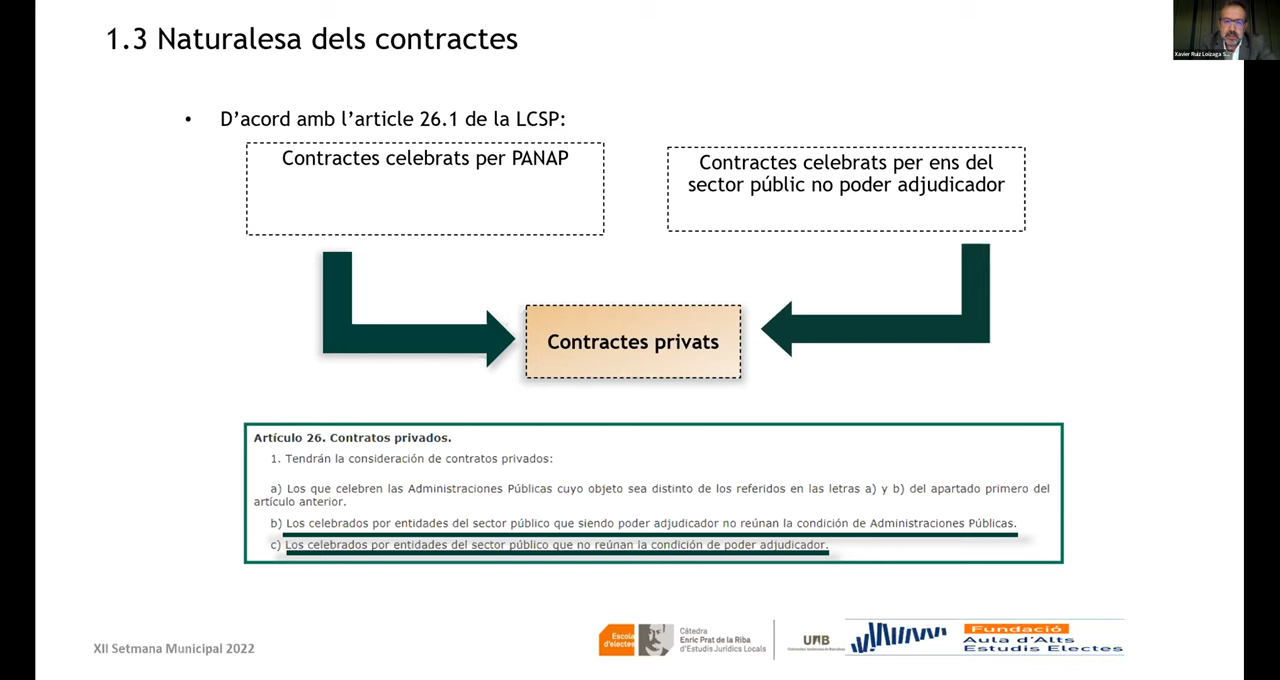 1.3 Naturalesa dels contractes
Xavier Ruiz Loizaga S...
• D’acord amb l’article 26.1 de la LCSP:
Contractes celebrats per PANAP
Contractes celebrats per ens del
sector públic no poder adjudicador
Contractes privats
Artículo 26. Contratos privados.
1. Tendrán la consideración de contratos privados:
a) Los que celebren las Administraciones Públicas cuyo objeto sea distinto de los referidos en las letras a) y b) del apartado primero del
artículo anterior.
b) Los celebrados por entidades del sector público que siendo poder adjudicador no reúnan la condición de Administraciones Públicas.
c) Los celebrados por entidades del sector público que no reúnan la condición de poder adjudicador.
XII Setmana Municipal 2022
Escola
d'electes
Càtedra
Enric Prat de la Riba
d'Estudis Jurídics Locals
UAB
Universitat Autònoma de Barcelona
Fundació
Aula d'Alts
Estudis Electes